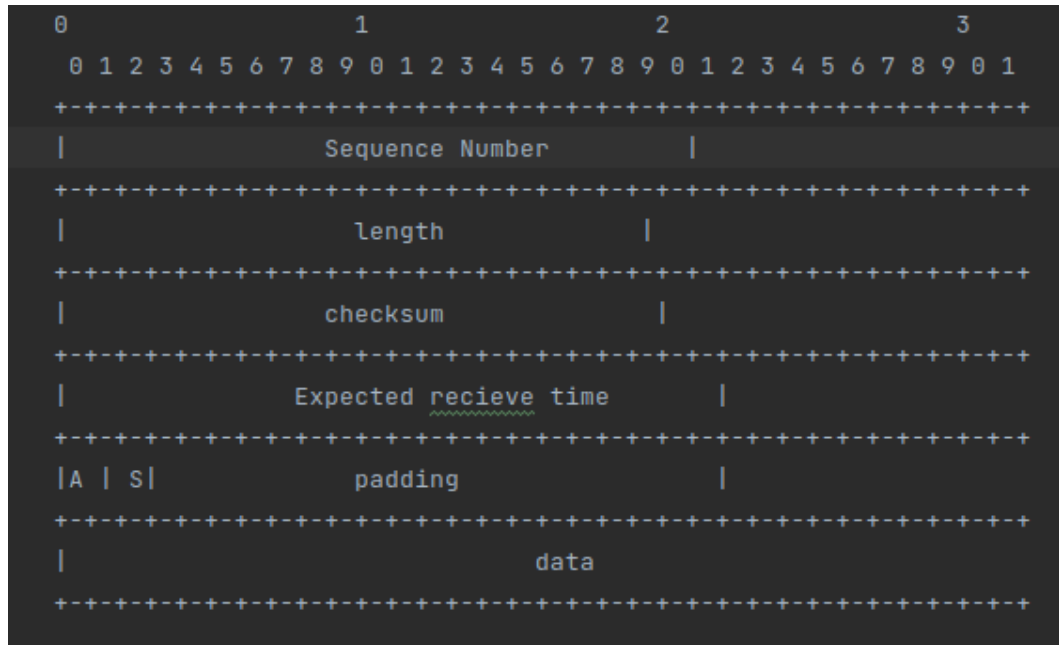 0                   1                   2                   3
 0 1 2 3 4 5 6 7 8 9 0 1 2 3 4 5 6 7 8 9 0 1 2 3 4 5 6 7 8 9 0 1
+-+-+-+-+-+-+-+-+-+-+-+-+-+-+-+-+-+-+-+-+-+-+-+-+-+-+-+-+-+-+-+-+
|                 Sequence Number         |
+-+-+-+-+-+-+-+-+-+-+-+-+-+-+-+-+-+-+-+-+-+-+-+-+-+-+-+-+-+-+-+-+
|                   length             |
+-+-+-+-+-+-+-+-+-+-+-+-+-+-+-+-+-+-+-+-+-+-+-+-+-+-+-+-+-+-+-+-+
|                 checksum              |
+-+-+-+-+-+-+-+-+-+-+-+-+-+-+-+-+-+-+-+-+-+-+-+-+-+-+-+-+-+-+-+-+
|               Expected recieve time       |
+-+-+-+-+-+-+-+-+-+-+-+-+-+-+-+-+-+-+-+-+-+-+-+-+-+-+-+-+-+-+-+-+
|A | S|             padding                 |
+-+-+-+-+-+-+-+-+-+-+-+-+-+-+-+-+-+-+-+-+-+-+-+-+-+-+-+-+-+-+-+-+
|                               data
+-+-+-+-+-+-+-+-+-+-+-+-+-+-+-+-+-+-+-+-+-+-+-+-+-+-+-+-+-+-+-+-+